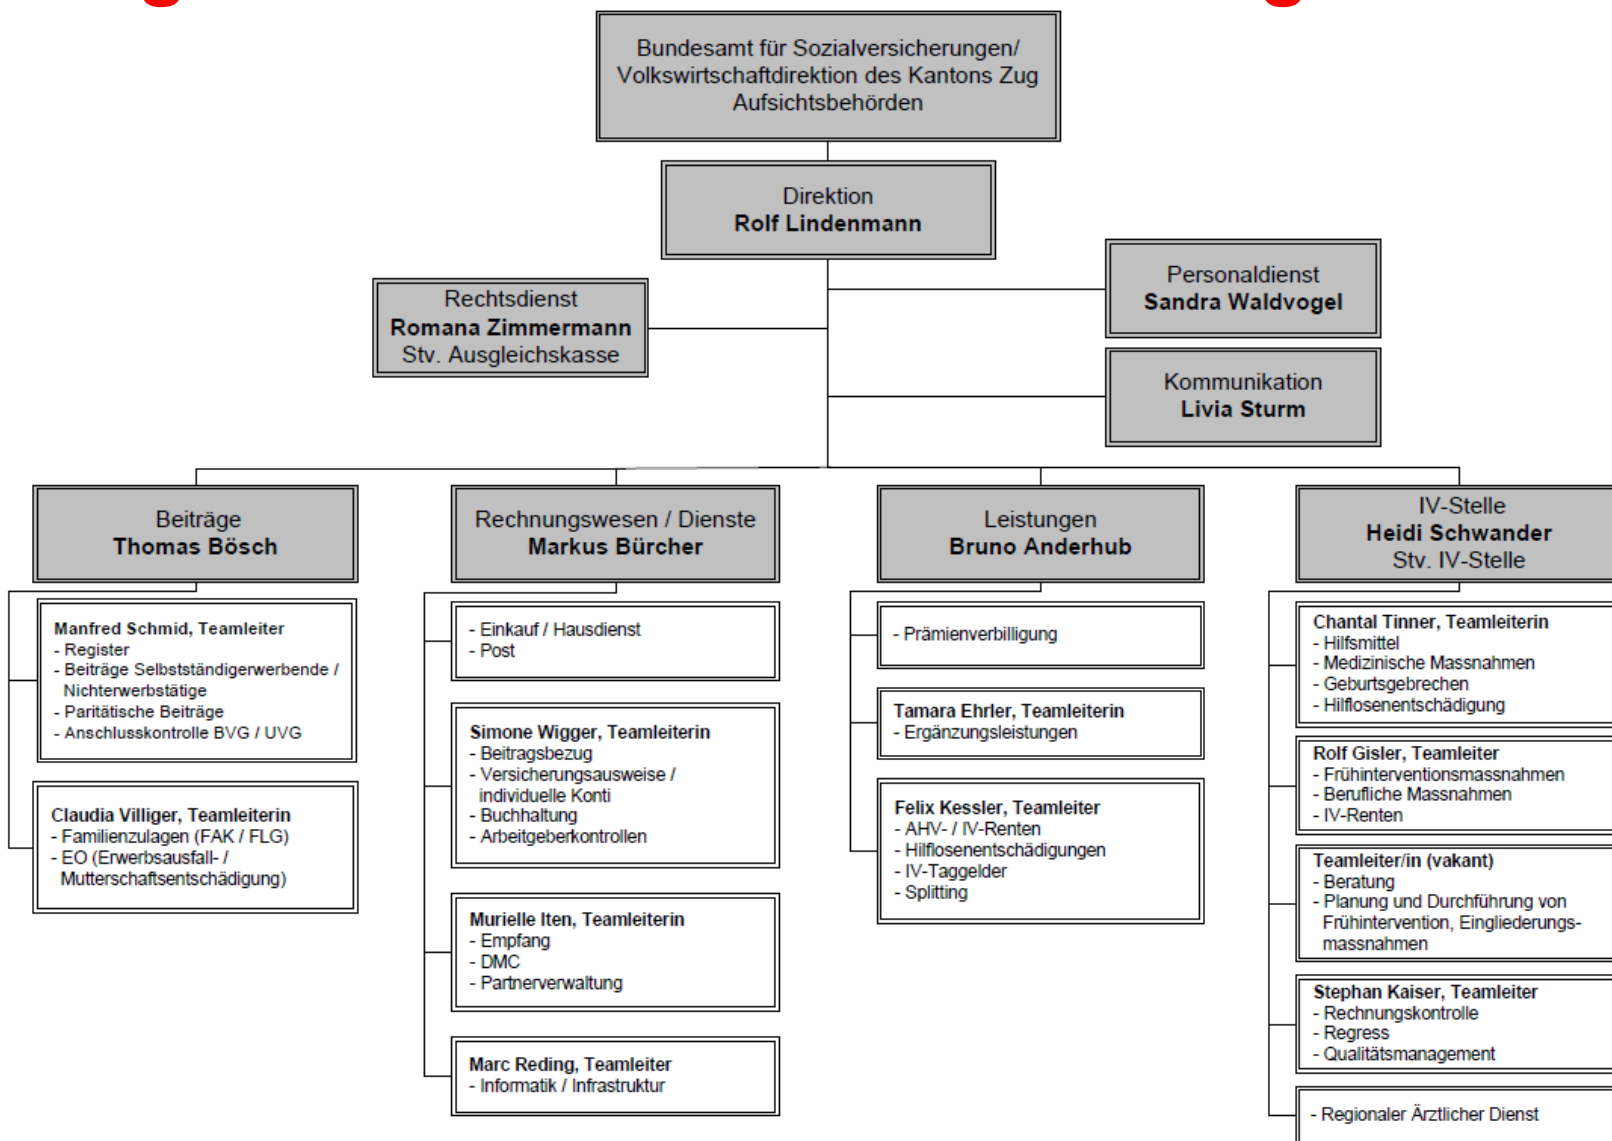 Bundesamt für Sozialversicherungen/
Volkswirtschaftdirektion des Kantons Zug
Aufsichtsbehörden
Direktion
Rolf Lindenmann
Personaldienst
Sandra Waldvogel
Rechtsdienst
Romana Zimmermann
Stv. Ausgleichskasse
Kommunikation
Livia Sturm
Beiträge
Thomas Bösch
Manfred Schmid, Teamleiter
- Register
- Beiträge Selbstständigerwerbende /
Nichterwerbstätige
- Paritätische Beiträge
- Anschlusskontrolle BVG / UVG
Claudia Villiger, Teamleiterin
- Familienzulagen (FAK / FLG)
- EO (Erwerbsausfall- /
Mutterschaftsentschädigung)
Rechnungswesen / Dienste
Markus Bürcher
- Einkauf / Hausdienst
- Post
Simone Wigger, Teamleiterin
- Beitragsbezug
- Versicherungsausweise /
individuelle Konti
- Buchhaltung
- Arbeitgeberkontrollen
Murielle Iten, Teamleiterin
- Empfang
- DMC
- Partnerverwaltung
Marc Reding, Teamleiter
- Informatik / Infrastruktur
Leistungen
Bruno Anderhub
- Prämienverbilligung
Tamara Ehrler, Teamleiterin
- Ergänzungsleistungen
Felix Kessler, Teamleiter
- AHV- / IV-Renten
- Hilflosenentschädigungen
- IV-Taggelder
- Splitting
IV-Stelle
Heidi Schwander
Stv. IV-Stelle
Chantal Tinner, Teamleiterin
- Hilfsmittel
- Medizinische Massnahmen
- Geburtsgebrechen
- Hilflosenentschädigung
Rolf Gisler, Teamleiter
- Frühinterventionsmassnahmen
- Berufliche Massnahmen
- IV-Renten
Teamleiter/in (vakant)
- Beratung
- Planung und Durchführung von
Frühintervention, Eingliederungs-
massnahmen
Stephan Kaiser, Teamleiter
- Rechnungskontrolle
- Regress
- Qualitätsmanagement
- Regionaler Ärztlicher Dienst